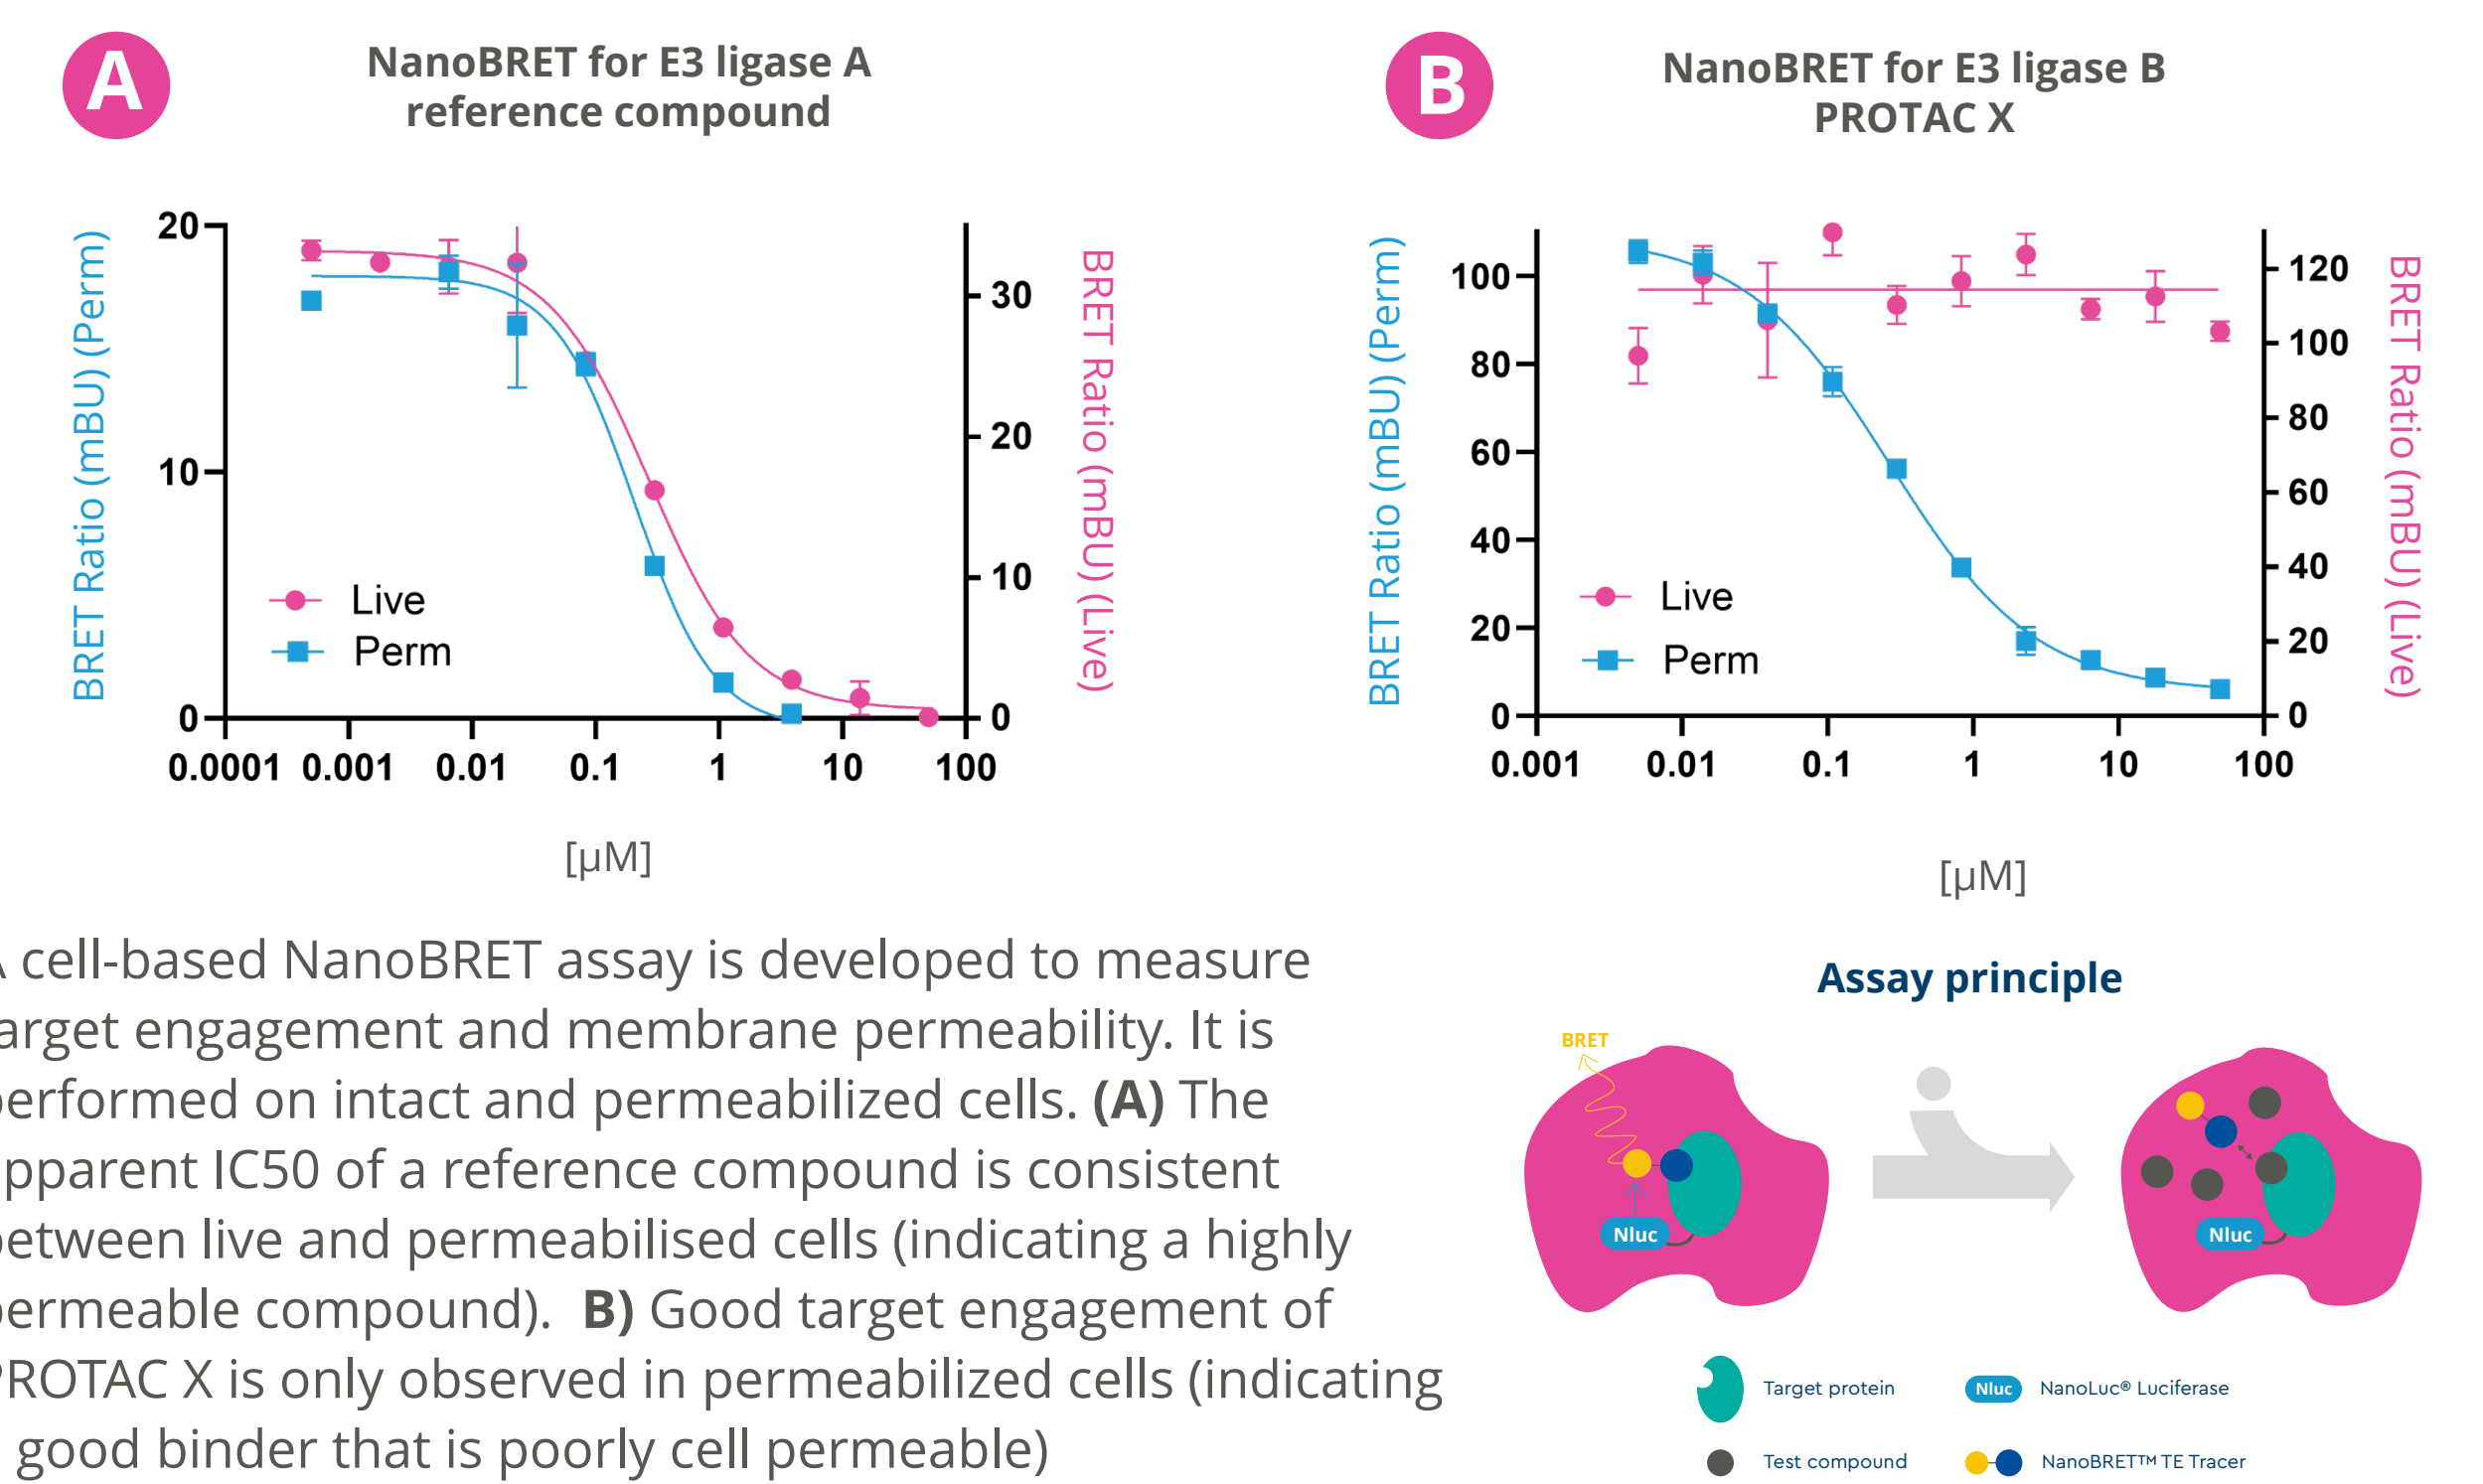 A
NanoBRET for E3 ligase A
reference compound
BRET Ratio (mBU) (Perm)
20
10
0
30
20
10
0
BRET Ratio (mBU) (Live)
Live
Perm
0.0001 0.001 0.01 0.1 1 10 100
[µM]
B
NanoBRET for E3 ligase B
PROTAC X
BRET Ratio (mBU) (Perm)
100
80
60
40
20
0
120
100
80
60
40
20
0
BRET Ratio (mBU) (Live)
Live
Perm
0.001 0.01 0.1 1 10 100
[µM]
A cell-based NanoBRET assay is developed to measure
arget engagement and membrane permeability. It is
performed on intact and permeabilized cells. (A) The
pparent IC50 of a reference compound is consistent
between live and permeabilised cells (indicating a highly
permeable compound). B) Good target engagement of
PROTAC X is only observed in permeabilized cells (indicating
good binder that is poorly cell permeable)
Assay principle
BRET
Nluc
Nluc
Target protein
Nluc NanoLuc® Luciferase
Test compound
NanoBRET™ TE Tracer